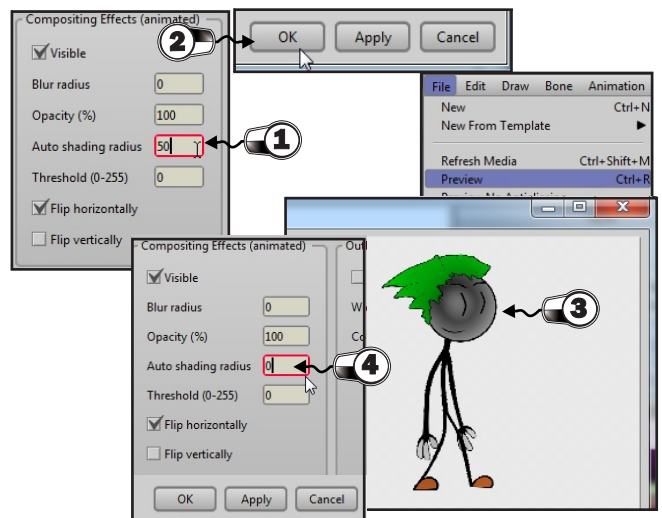 Compositing Effects (animated)
Visible
Blur radius 0
Opacity (%) 100
Auto shading radius 50
Threshold (0-255) 0
Flip horizontally
Flip vertically
2
OK Apply Cancel
1
File Edit Draw Bone Animation
New Ctrl+N
New From Template
Refresh Media Ctrl+Shift+M
Preview Ctrl+R
3
Compositing Effects (animated) Out
Visible
Blur radius 0 W
Opacity (%) 100 Co
Auto shading radius 0
4
Threshold (0-255) 0
Flip horizontally
Flip vertically
OK Apply Cancel